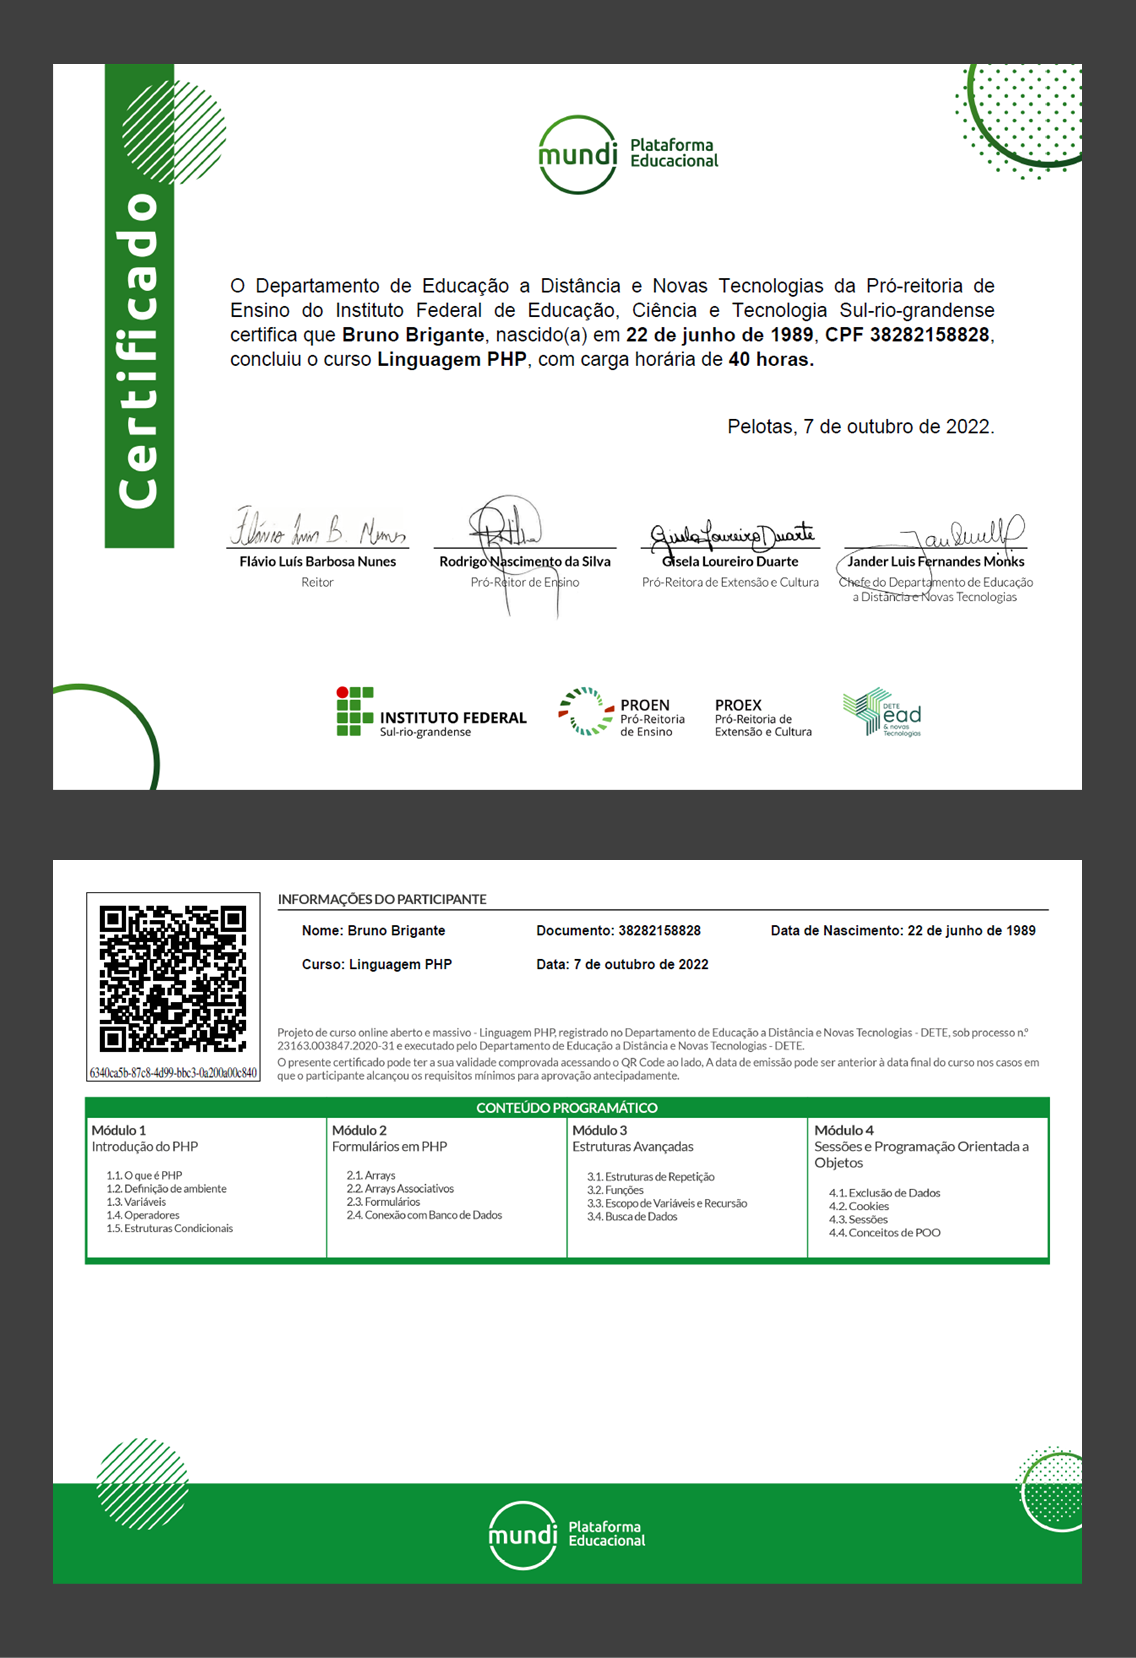 Certificado
mundi Plataforma
Educacional
O Departamento de Educação a Distância e Novas Tecnologias da Pró-reitoria de
Ensino do Instituto Federal de Educação, Ciência e Tecnologia Sul-rio-grandense
certifica que Bruno Brigante, nascido(a) em 22 de junho de 1989, CPF 38282158828,
concluiu o curso Linguagem PHP, com carga horária de 40 horas.
Pelotas, 7 de outubro de 2022.
Flávio Luis B. Nunes
Gisela Loureiro Duarte
Flávio Luís Barbosa Nunes
Reitor
Rodrigo Nascimento da Silva
Pró-Reitor de Ensino
Gisela Loureiro Duarte
Pró-Reitora de Extensão e Cultura
Jander Luis Fernandes Monks
Chefe do Departamento de Educação
a Distância e Novas Tecnologias
INSTITUTO FEDERAL
Sul-rio-grandense
PROEN
Pró-Reitoria
de Ensino
PROEX
Pró-Reitoria de
Extensão e Cultura
DETE
ead
& novas
Tecnologias
6340ca5b-87c8-4d99-bbc3-0a200a00c840
INFORMAÇÕES DO PARTICIPANTE
Nome: Bruno Brigante
Documento: 38282158828
Data de Nascimento: 22 de junho de 1989
Curso: Linguagem PHP
Data: 7 de outubro de 2022
Projeto de curso online aberto e massivo - Linguagem PHP, registrado no Departamento de Educação a Distância e Novas Tecnologias - DETE, sob processo n.º
23163.003847.2020-31 e executado pelo Departamento de Educação a Distância e Novas Tecnologias - DETE.
O presente certificado pode ter a sua validade comprovada acessando o QR Code ao lado. A data de emissão pode ser anterior à data final do curso nos casos em
que o participante alcançou os requisitos mínimos para aprovação antecipadamente.
CONTEÚDO PROGRAMÁTICO
Módulo 1
Introdução do PHP
1.1. O que é PHP
1.2. Definição de ambiente
1.3. Variáveis
1.4. Operadores
1.5. Estruturas Condicionais
Módulo 2
Formulários em PHP
2.1. Arrays
2.2. Arrays Associativos
2.3. Formulários
2.4. Conexão com Banco de Dados
Módulo 3
Estruturas Avançadas
3.1. Estruturas de Repetição
3.2. Funções
3.3. Escopo de Variáveis e Recursão
3.4. Busca de Dados
Módulo 4
Sessões e Programação Orientada a
Objetos
4.1. Exclusão de Dados
4.2. Cookies
4.3. Sessões
4.4. Conceitos de POO
mundi Plataforma
Educacional